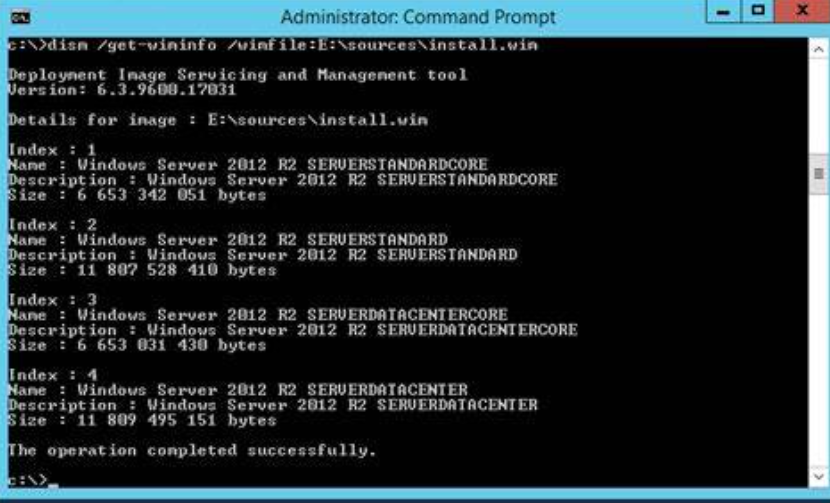 Administrator: Command Prompt
c:\>dism /get-wiminfo /wimfile:E:\sources\install.wim
Deployment Image Servicing and Management tool
Version: 6.3.9600.17031
Details for image : E:\sources\install.wim
Index : 1
Name : Windows Server 2012 R2 SERVERSTANDARDCORE
Description : Windows Server 2012 R2 SERVERSTANDARDCORE
Size : 6 653 342 051 bytes
Index : 2
Name : Windows Server 2012 R2 SERVERSTANDARD
Description : Windows Server 2012 R2 SERVERSTANDARD
Size : 11 807 528 410 bytes
Index : 3
Name : Windows Server 2012 R2 SERVERDATACENTERCORE
Description : Windows Server 2012 R2 SERVERDATACENTERCORE
Size : 6 653 031 430 bytes
Index : 4
Name : Windows Server 2012 R2 SERVERDATACENTER
Description : Windows Server 2012 R2 SERVERDATACENTER
Size : 11 809 495 151 bytes
The operation completed successfully.
c:\>_